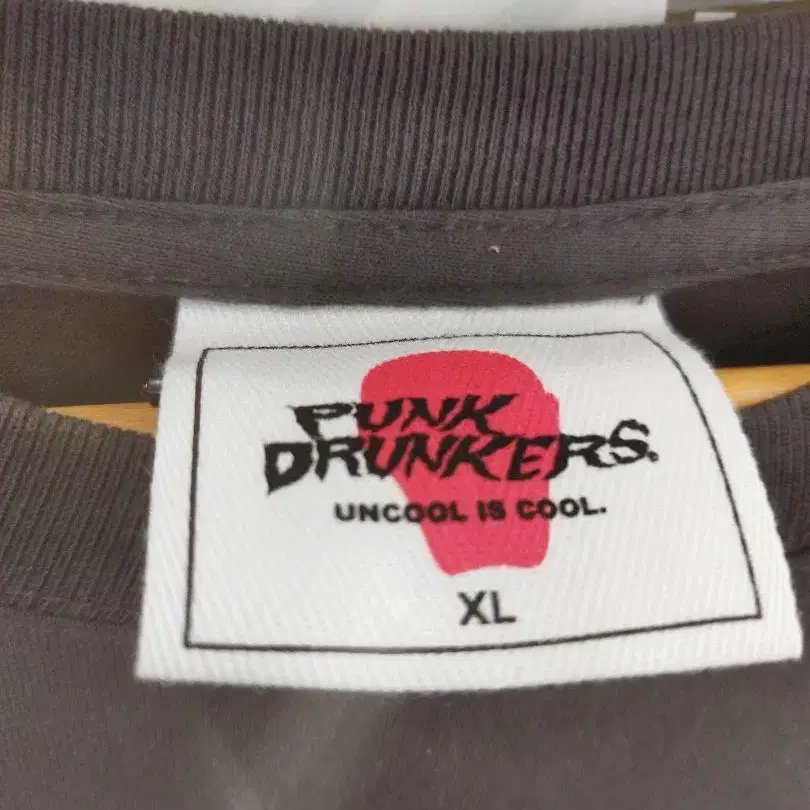 PUNK
DRUNKERS.
UNCOOL IS COOL.
XL